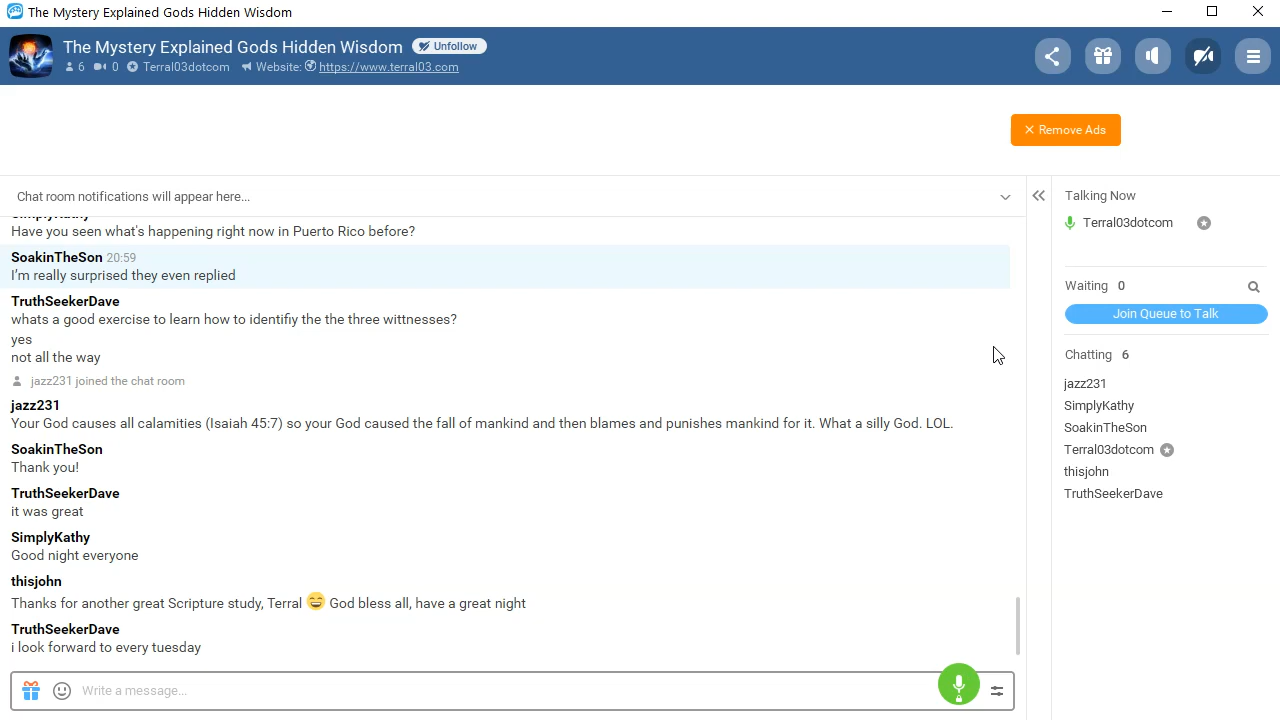 The Mystery Explained Gods Hidden Wisdom
The Mystery Explained Gods Hidden Wisdom Unfollow
6 0 Terral03dotcom Website: https://www.terral03.com
Remove Ads
Chat room notifications will appear here...
SimplyKathy
Have you seen what's happening right now in Puerto Rico before?
SoakinTheSon 20:59
I'm really surprised they even replied
TruthSeekerDave
whats a good exercise to learn how to identifiy the the three wittnesses?
yes
not all the way
jazz231 joined the chat room
jazz231
Your God causes all calamities (Isaiah 45:7) so your God caused the fall of mankind and then blames and punishes mankind for it. What a silly God. LOL.
SoakinTheSon
Thank you!
TruthSeekerDave
it was great
SimplyKathy
Good night everyone
thisjohn
Thanks for another great Scripture study, Terral 😄 God bless all, have a great night
TruthSeekerDave
i look forward to every tuesday
Write a message...
Talking Now
Terral03dotcom
Waiting 0
Join Queue to Talk
Chatting 6
jazz231
SimplyKathy
SoakinTheSon
Terral03dotcom
thisjohn
TruthSeekerDave